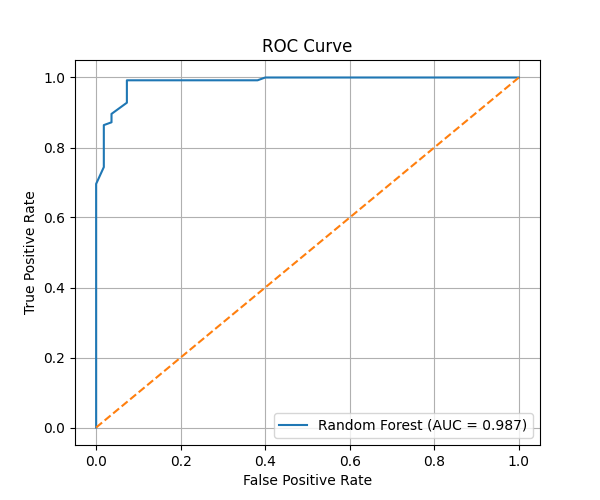 ROC Curve
True Positive Rate
1.0
0.8
0.6
0.4
0.2
0.0
Random Forest (AUC = 0.987)
0.0 0.2 0.4 0.6 0.8 1.0
False Positive Rate